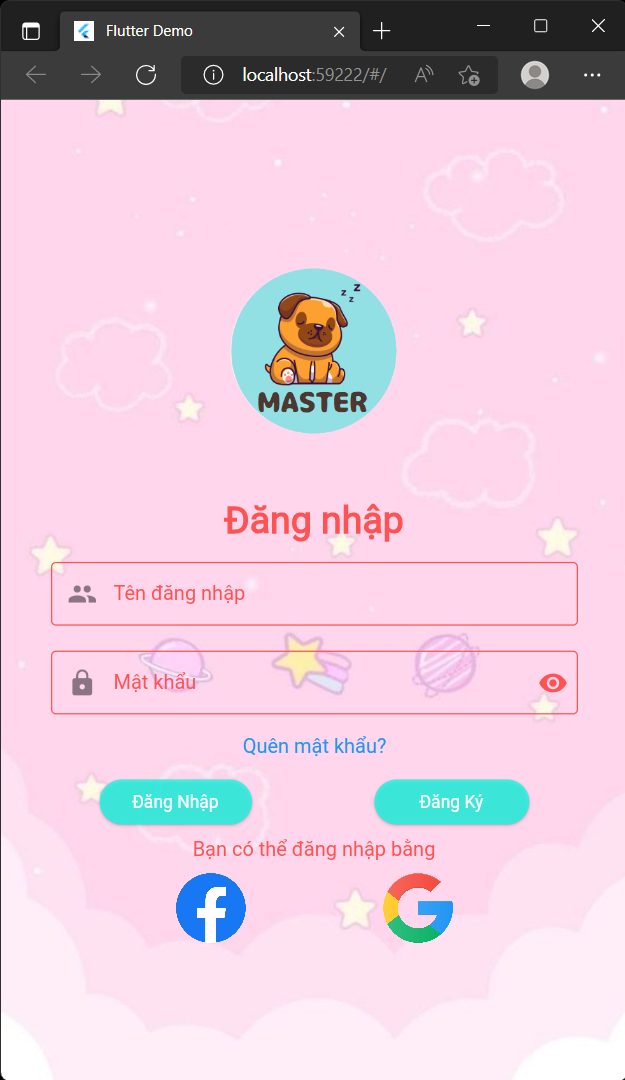 Flutter Demo
localhost:59222/#/
z z z
MASTER
Đăng nhập
Tên đăng nhập
Mật khẩu
Quên mật khẩu?
Đăng Nhập
Đăng Ký
Bạn có thể đăng nhập bằng